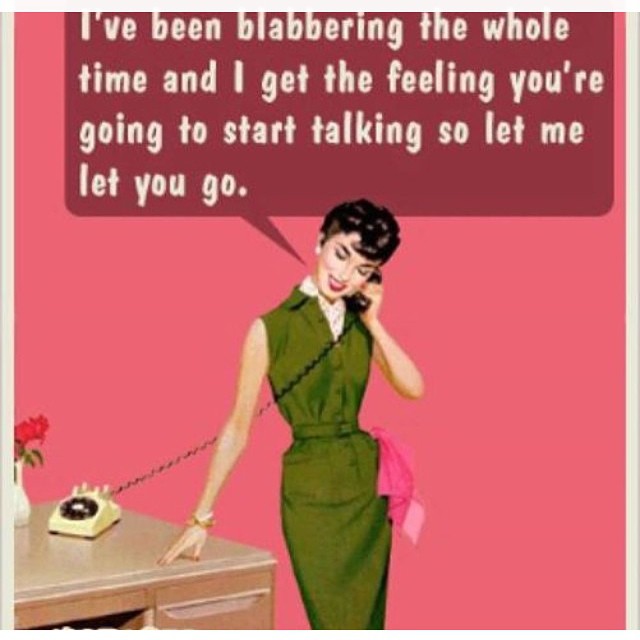 I've been blabbering the whole
time and I get the feeling you're
going to start talking so let me
let you go.